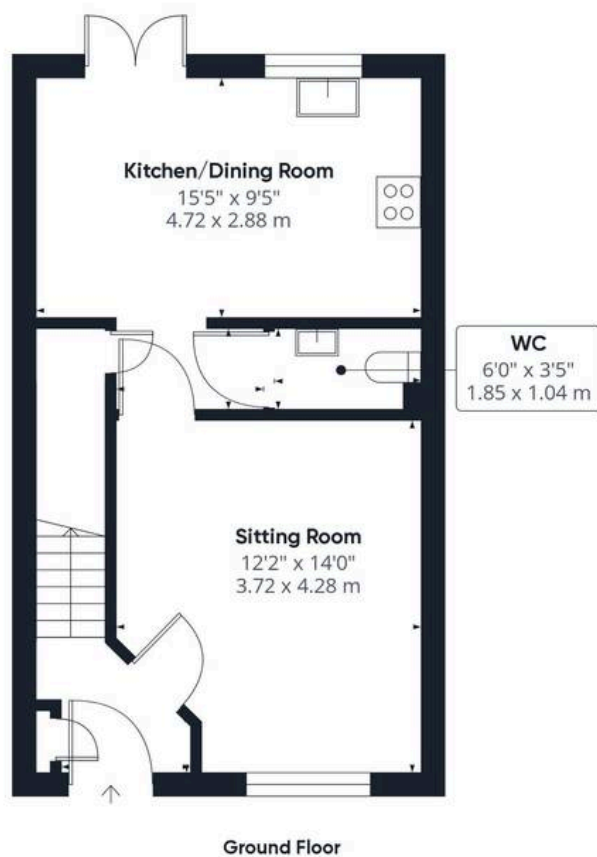 Kitchen/Dining Room
15'5" x 9'5"
4.72 x 2.88 m
WC
6'0" x 3'5"
1.85 x 1.04 m
Sitting Room
12'2" x 14'0"
3.72 x 4.28 m
Ground Floor